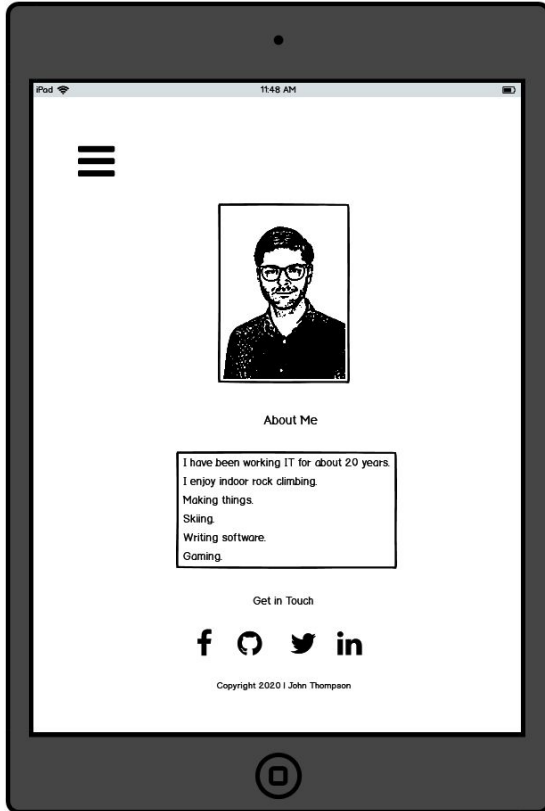 iPad 11:48 AM
About Me
I have been working IT for about 20 years.
I enjoy indoor rock climbing.
Making things.
Skiing.
Writing software.
Gaming.
Get in Touch
Copyright 2020 | John Thompson